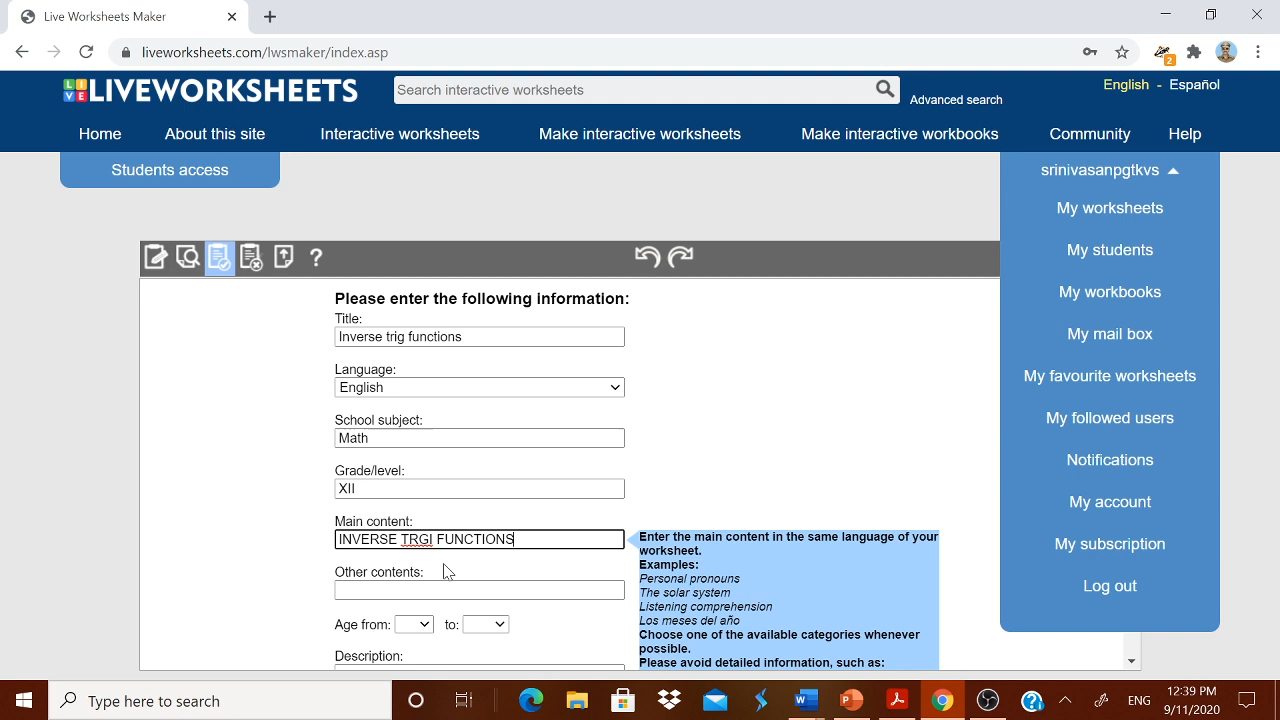 Live Worksheets Maker
liveworksheets.com/lwsmaker/index.asp
2
LIVE
LIVEWORKSHEETS
Search interactive worksheets
Advanced search
English - Español
Home
About this site
Interactive worksheets
Make interactive worksheets
Make interactive workbooks
Community
Help
Students access
srinivasanpgtkvs
My worksheets
My students
My workbooks
My mail box
My favourite worksheets
My followed users
Notifications
My account
My subscription
Log out
?
Please enter the following information:
Title:
Inverse trig functions
Language:
English
School subject:
Math
Grade/level:
XII
Main content:
INVERSE TRGI FUNCTIONS
Other contents:
Age from:
to:
Description:
Enter the main content in the same language of your
worksheet.
Examples:
Personal pronouns
The solar system
Listening comprehension
Los meses del año
Choose one of the available categories whenever
possible.
Please avoid detailed information, such as:
Type here to search
ENG
12:39 PM
9/11/2020